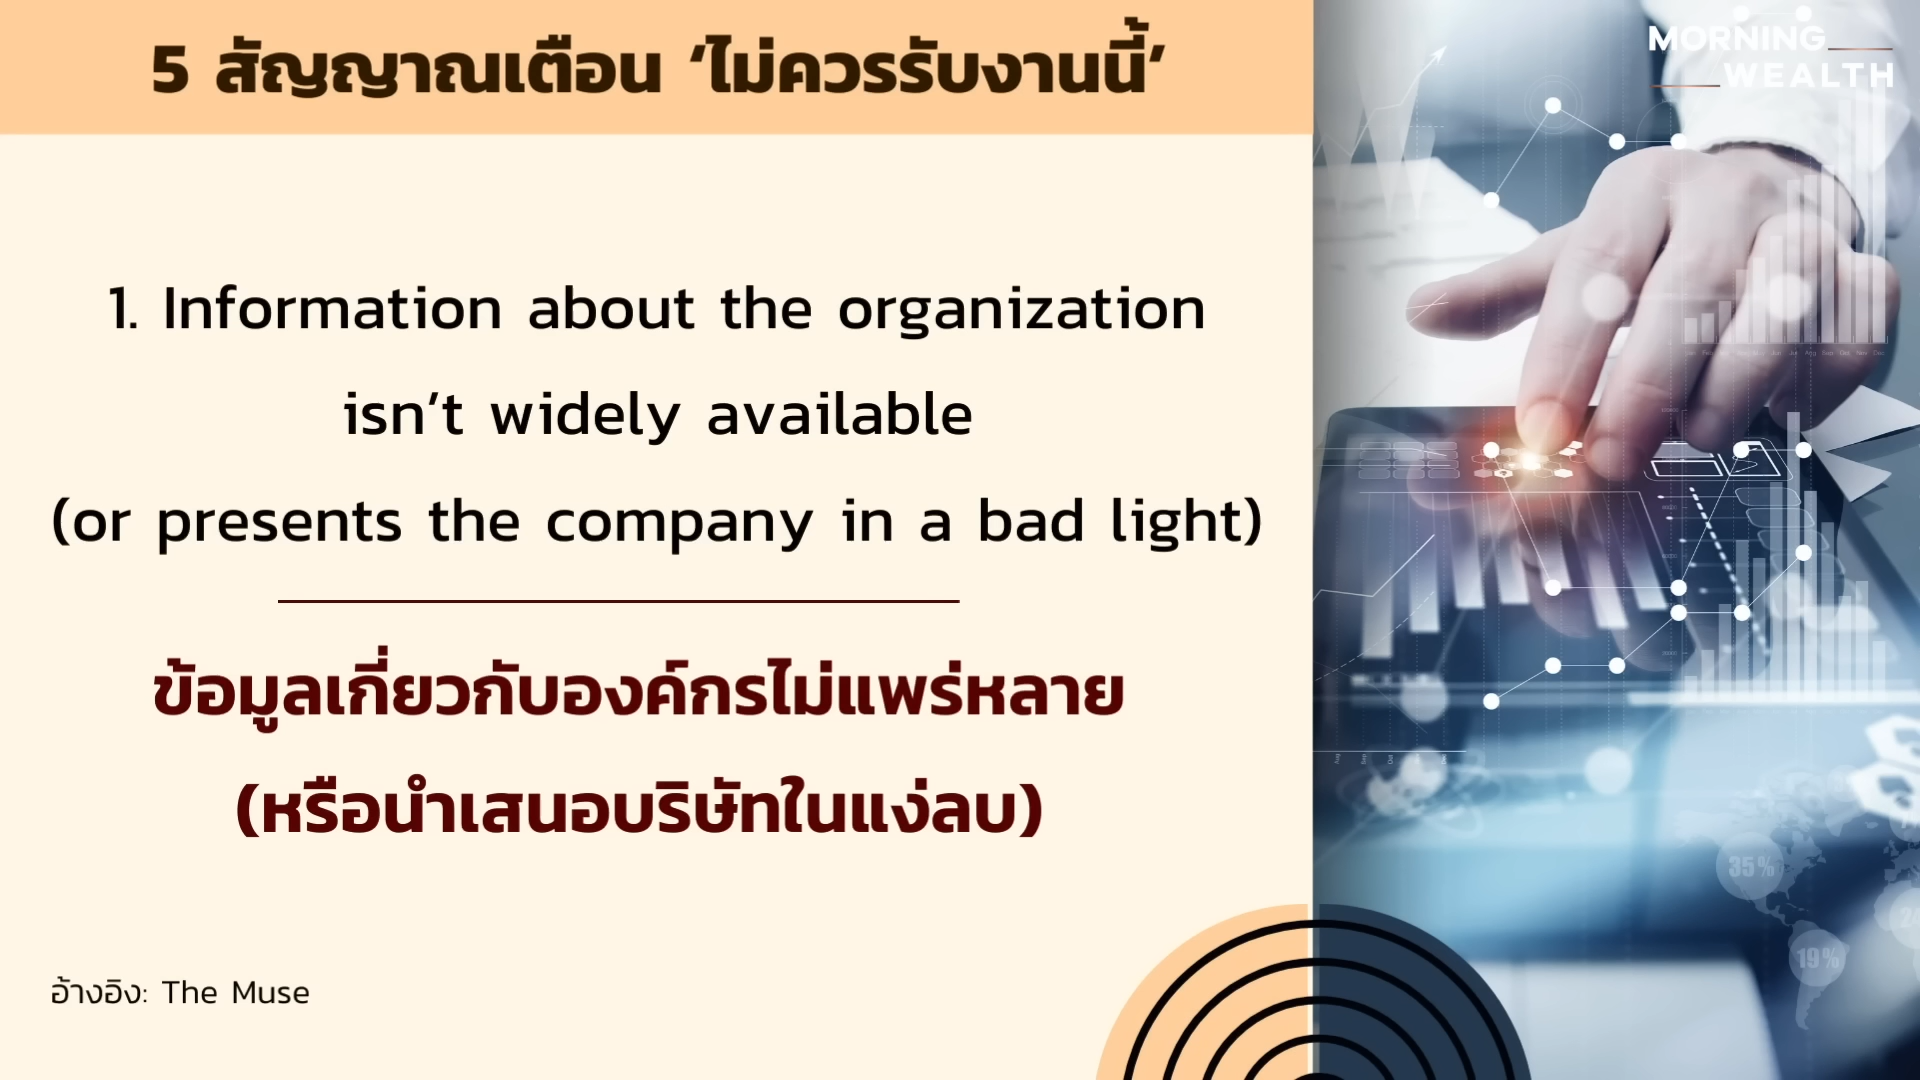 5 สัญญาณเตือน ‘ไม่ควรรับงานนี้’
MORNING
WEALTH
1. Information about the organization
isn’t widely available
(or presents the company in a bad light)
ข้อมูลเกี่ยวกับองค์กรไม่แพร่หลาย
(หรือนำเสนอบริษัทในแง่ลบ)
35%
19%
อ้างอิง: The Muse